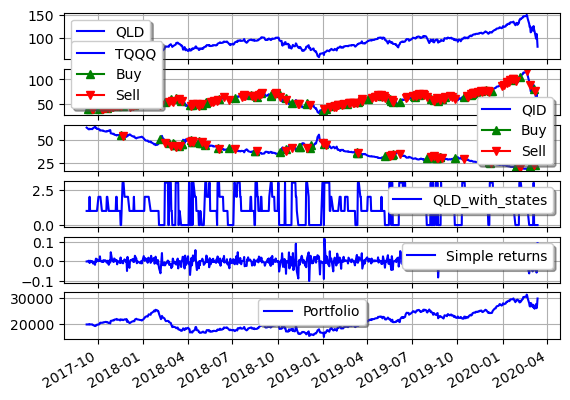 150
100
QLD
TQQQ
Buy
Sell
100
50
QID
Buy
Sell
50
25
2.5
0.0
QLD_with_states
0.1
0.0
−0.1
Simple returns
30000
20000
Portfolio
2017-10
2018-01
2018-04
2018-07
2018-10
2019-01
2019-04
2019-07
2019-10
2020-01
2020-04